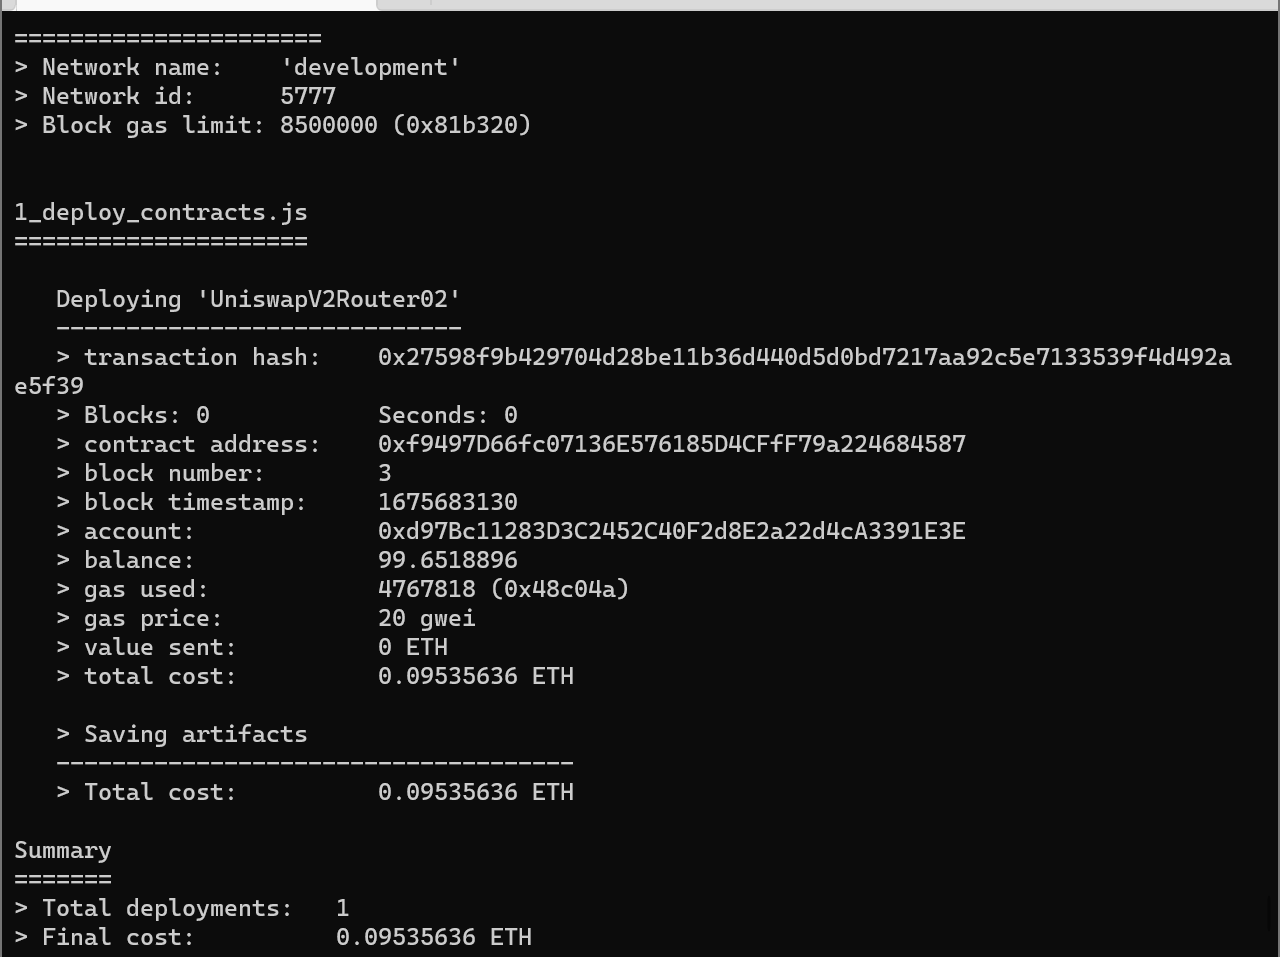 ======================
> Network name:    'development'
> Network id:      5777
> Block gas limit: 8500000 (0x81b320)
1_deploy_contracts.js
=====================
Deploying 'UniswapV2Router02'
-----------------------------
> transaction hash:    0x27598f9b429704d28be11b36d440d5d0bd7217aa92c5e7133539f4d492a
e5f39
> Blocks: 0            Seconds: 0
> contract address:    0xf9497D66fc07136E576185D4CFfF79a224684587
> block number:        3
> block timestamp:     1675683130
> account:             0xd97Bc11283D3C2452C40F2d8E2a22d4cA3391E3E
> balance:             99.6518896
> gas used:            4767818 (0x48c04a)
> gas price:           20 gwei
> value sent:          0 ETH
> total cost:          0.09535636 ETH
> Saving artifacts
-------------------------------------
> Total cost:          0.09535636 ETH
Summary
=======
> Total deployments:   1
> Final cost:          0.09535636 ETH